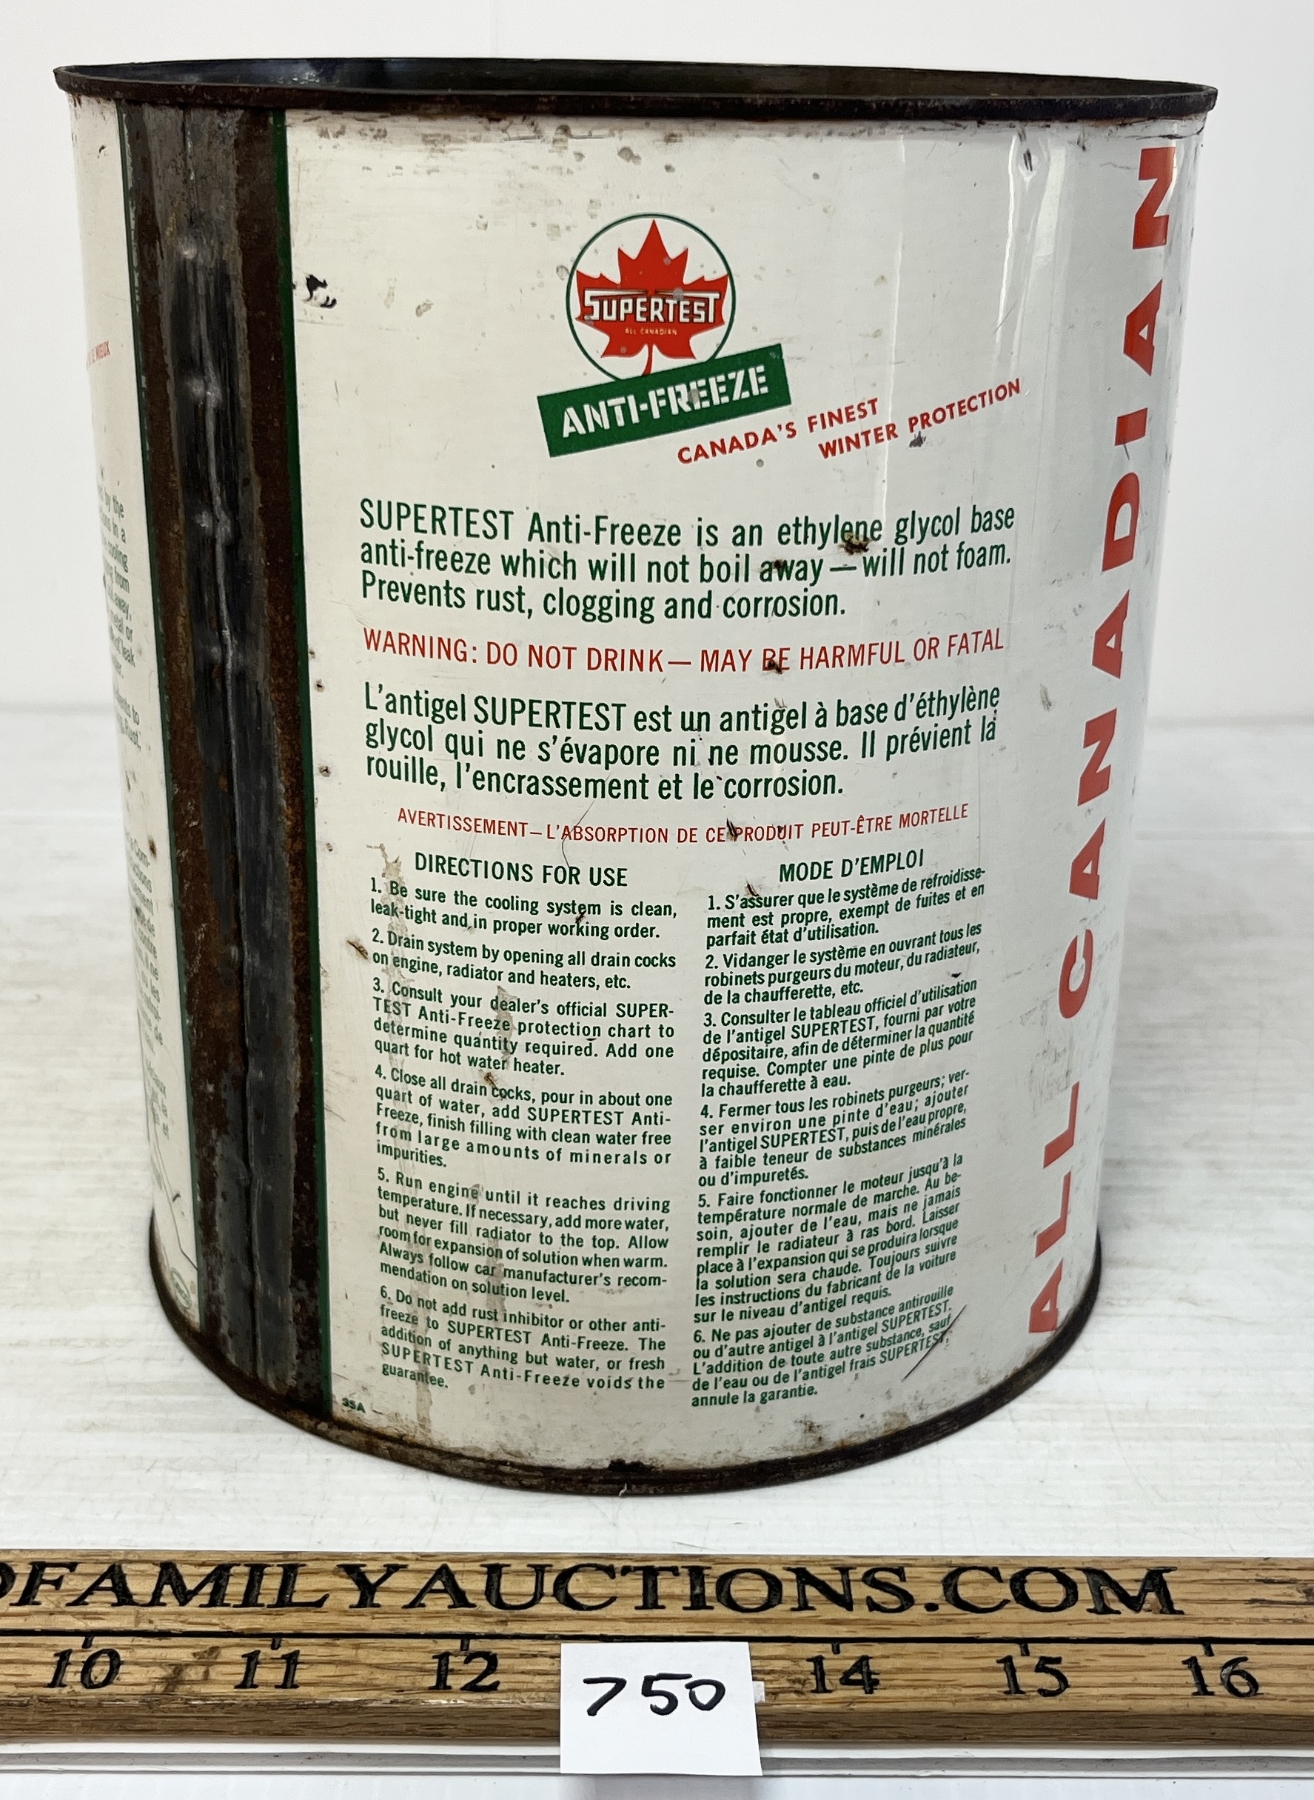 SUPERTEST
ALL CANADIAN
ANTI-FREEZE
CANADA'S FINEST
WINTER PROTECTION
SUPERTEST Anti-Freeze is an ethylene glycol base
anti-freeze which will not boil away—will not foam.
Prevents rust, clogging and corrosion.
WARNING: DO NOT DRINK— MAY BE HARMFUL OR FATAL
L'antigel SUPERTEST est un antigel à base d'éthylène
glycol qui ne s'évapore ni ne mousse. Il prévient la
rouille, l'encrassement et le corrosion.
AVERTISSEMENT—L'ABSORPTION DE CE PRODUIT PEUT-ÊTRE MORTELLE
DIRECTIONS FOR USE
1. Be sure the cooling system is clean,
leak-tight and in proper working order.
2. Drain system by opening all drain cocks
on engine, radiator and heaters, etc.
3. Consult your dealer's official SUPER-
TEST Anti-Freeze protection chart to
determine quantity required. Add one
quart for hot water heater.
4. Close all drain cocks, pour in about one
quart of water, add SUPERTEST Anti-
Freeze, finish filling with clean water free
from large amounts of minerals or
impurities.
5. Run engine until it reaches driving
temperature. If necessary, add more water,
but never fill radiator to the top. Allow
room for expansion of solution when warm.
Always follow car manufacturer's recom-
mendation on solution level.
6. Do not add rust inhibitor or other anti-
freeze to SUPERTEST Anti-Freeze. The
addition of anything but water, or fresh
SUPERTEST Anti-Freeze voids the
guarantee.
MODE D'EMPLOI
1. S'assurer que le système de refroidisse-
ment est propre, exempt de fuites et en
parfait état d'utilisation.
2. Vidanger le système en ouvrant tous les
robinets purgeurs du moteur, du radiateur,
de la chaufferette, etc.
3. Consulter le tableau officiel d'utilisation
de l'antigel SUPERTEST, fourni par votre
dépositaire, afin de déterminer la quantité
requise. Compter une pinte de plus pour
la chaufferette à eau.
4. Fermer tous les robinets purgeurs; ver-
ser environ une pinte d'eau; ajouter
l'antigel SUPERTEST, puis de l'eau propre,
à faible teneur de substances minérales
ou d'impuretés.
5. Faire fonctionner le moteur jusqu'à la
température normale de marche. Au be-
soin, ajouter de l'eau, mais ne jamais
remplir le radiateur à ras bord. Laisser
place à l'expansion qui se produira lorsque
la solution sera chaude. Toujours suivre
les instructions du fabricant de la voiture
sur le niveau d'antigel requis.
6. Ne pas ajouter de substance antirouille
ou d'autre antigel à l'antigel SUPERTEST.
L'addition de toute autre substance, sauf
de l'eau ou de l'antigel frais SUPERTEST,
annule la garantie.
35A
ALL CANADIAN
FAMILYAUCTIONS.COM
10 11 12 14 15 16
750